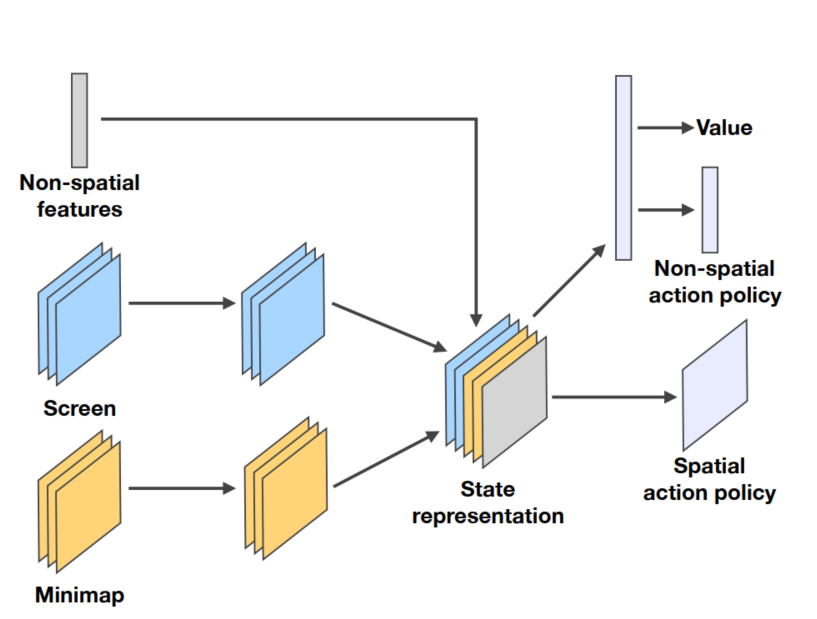 Non-spatial
features
Screen
Minimap
State
representation
Value
Non-spatial
action policy
Spatial
action policy